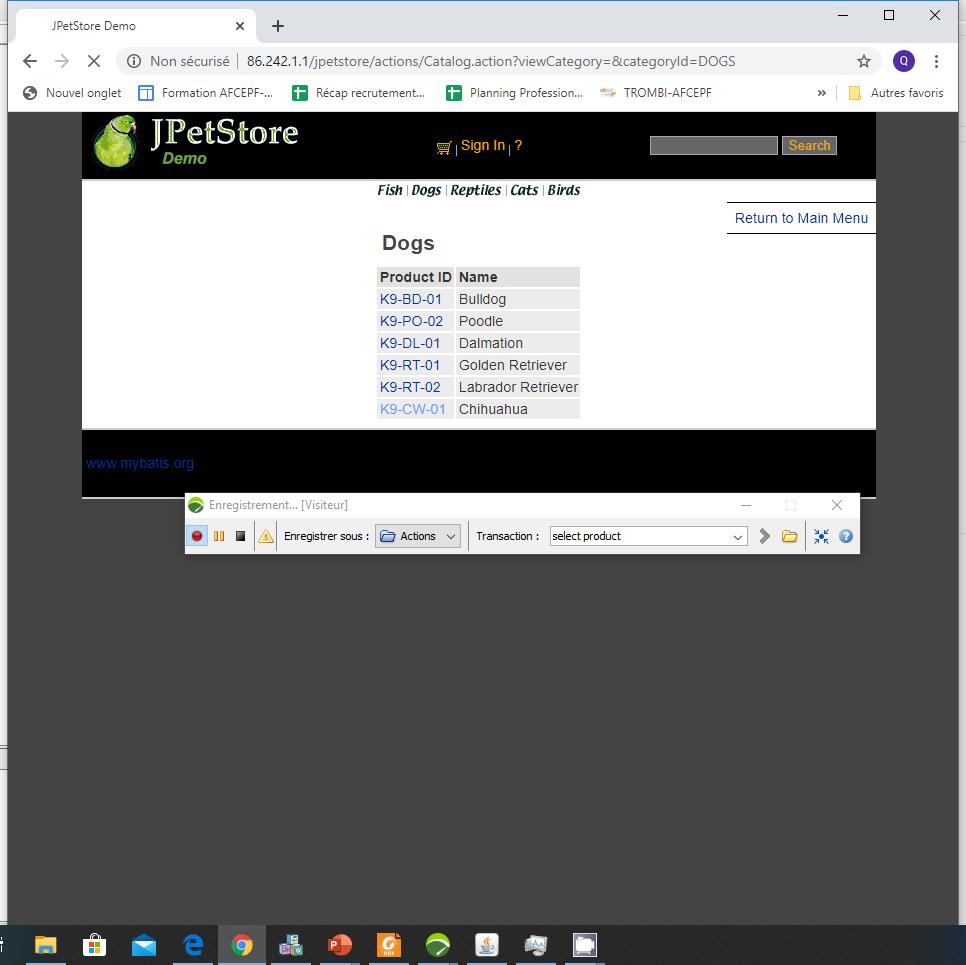 JPetStore Demo
Non sécurisé 86.242.1.1/jpetstore/actions/Catalog.action?viewCategory=&categoryId=DOGS Q
Nouvel onglet Formation AFCEPF-... Récap recrutement... Planning Profession... TROMBI-AFCEPF » Autres favoris
JPetStore
Demo
Sign In ? Search
Fish Dogs Reptiles Cats Birds
Return to Main Menu
Dogs
Product ID Name
K9-BD-01 Bulldog
K9-PO-02 Poodle
K9-DL-01 Dalmation
K9-RT-01 Golden Retriever
K9-RT-02 Labrador Retriever
K9-CW-01 Chihuahua
www.mybatis.org
Enregistrement... [Visiteur]
Enregistrer sous : Actions Transaction : select product ?